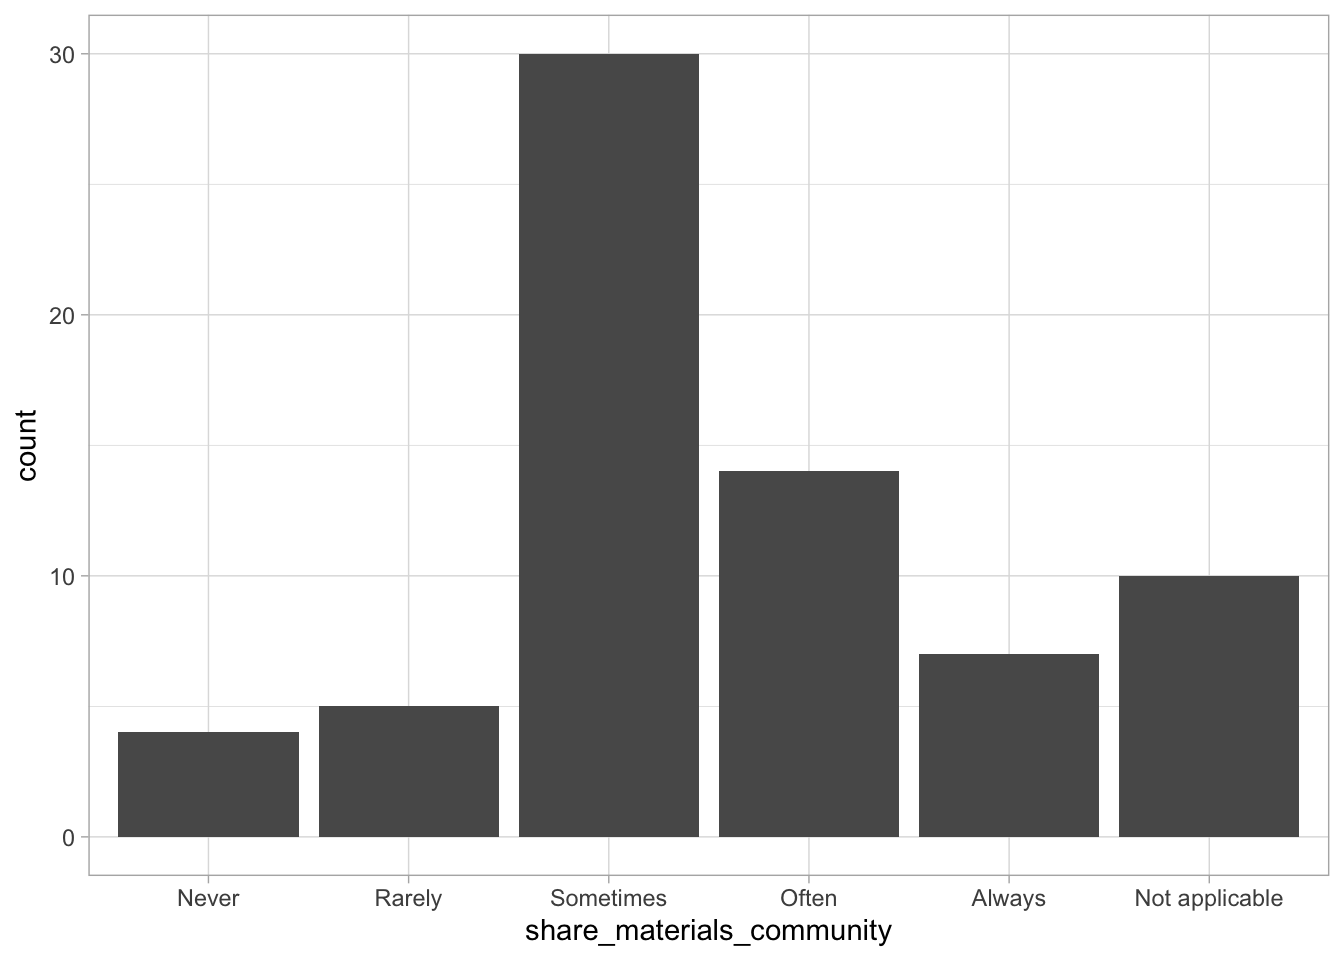 30
20
10
0
count
Never Rarely Sometimes Often Always Not applicable
share_materials_community